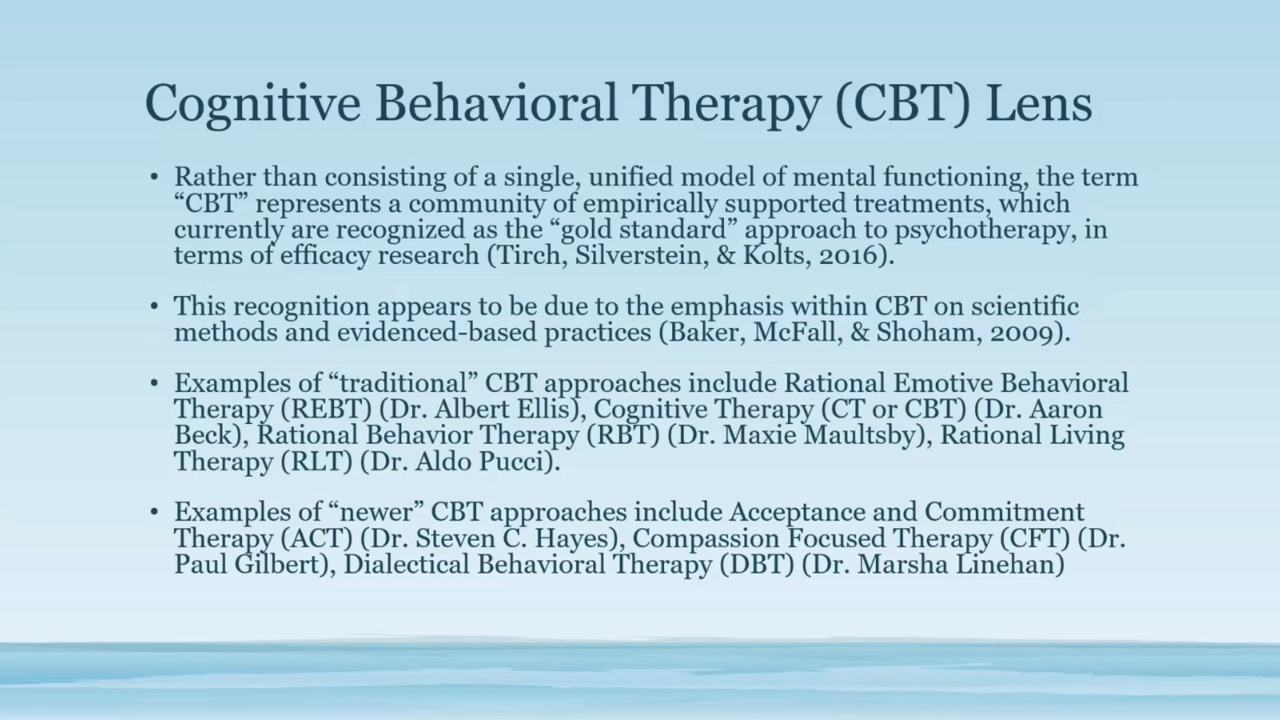 Cognitive Behavioral Therapy (CBT) Lens
• Rather than consisting of a single, unified model of mental functioning, the term
“CBT” represents a community of empirically supported treatments, which
currently are recognized as the “gold standard” approach to psychotherapy, in
terms of efficacy research (Tirch, Silverstein, & Kolts, 2016).
• This recognition appears to be due to the emphasis within CBT on scientific
methods and evidenced-based practices (Baker, McFall, & Shoham, 2009).
• Examples of “traditional” CBT approaches include Rational Emotive Behavioral
Therapy (REBT) (Dr. Albert Ellis), Cognitive Therapy (CT or CBT) (Dr. Aaron
Beck), Rational Behavior Therapy (RBT) (Dr. Maxie Maultsby), Rational Living
Therapy (RLT) (Dr. Aldo Pucci).
• Examples of “newer” CBT approaches include Acceptance and Commitment
Therapy (ACT) (Dr. Steven C. Hayes), Compassion Focused Therapy (CFT) (Dr.
Paul Gilbert), Dialectical Behavioral Therapy (DBT) (Dr. Marsha Linehan)